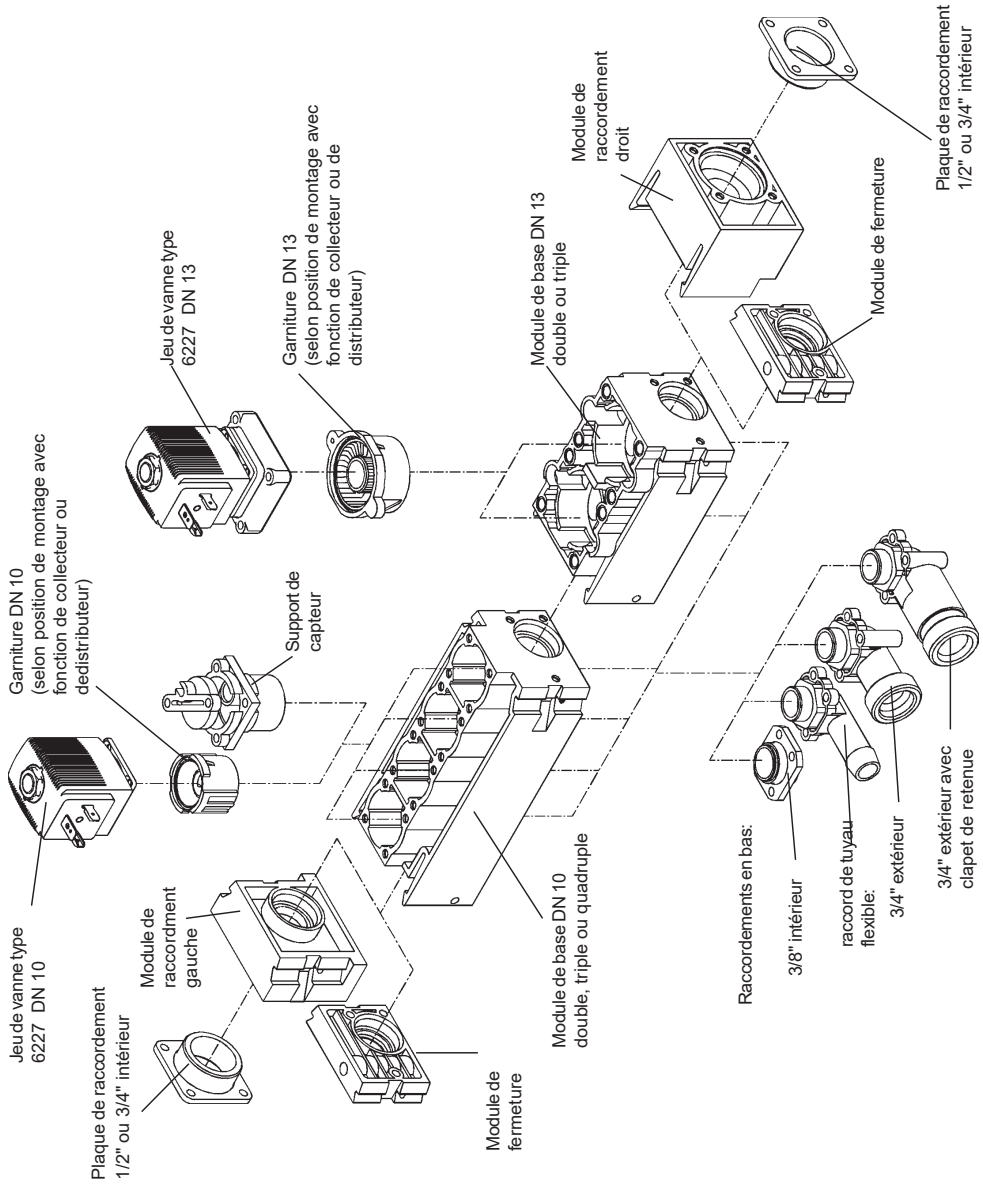 Jeu de vanne type
6227 DN 10
Garniture DN 10
(selon position de montage avec
fonction de collecteur ou
dedistributeur)
Jeu de vanne type
6227 DN 13
Garniture DN 13
(selon position de montage avec
fonction de collecteur ou de
distributeur)
Support de
capteur
Plaque de raccordement
1/2" ou 3/4" intérieur
Module de
raccordment
gauche
Module de base DN 13
double ou triple
Module de
raccordement
droit
Module de
fermeture
Module de base DN 10
double, triple ou quadruple
Module de fermeture
Plaque de raccordement
1/2" ou 3/4" intérieur
Raccordements en bas:
3/8" intérieur
raccord de tuyau
flexible:
3/4" extérieur
3/4" extérieur avec
clapet de retenue